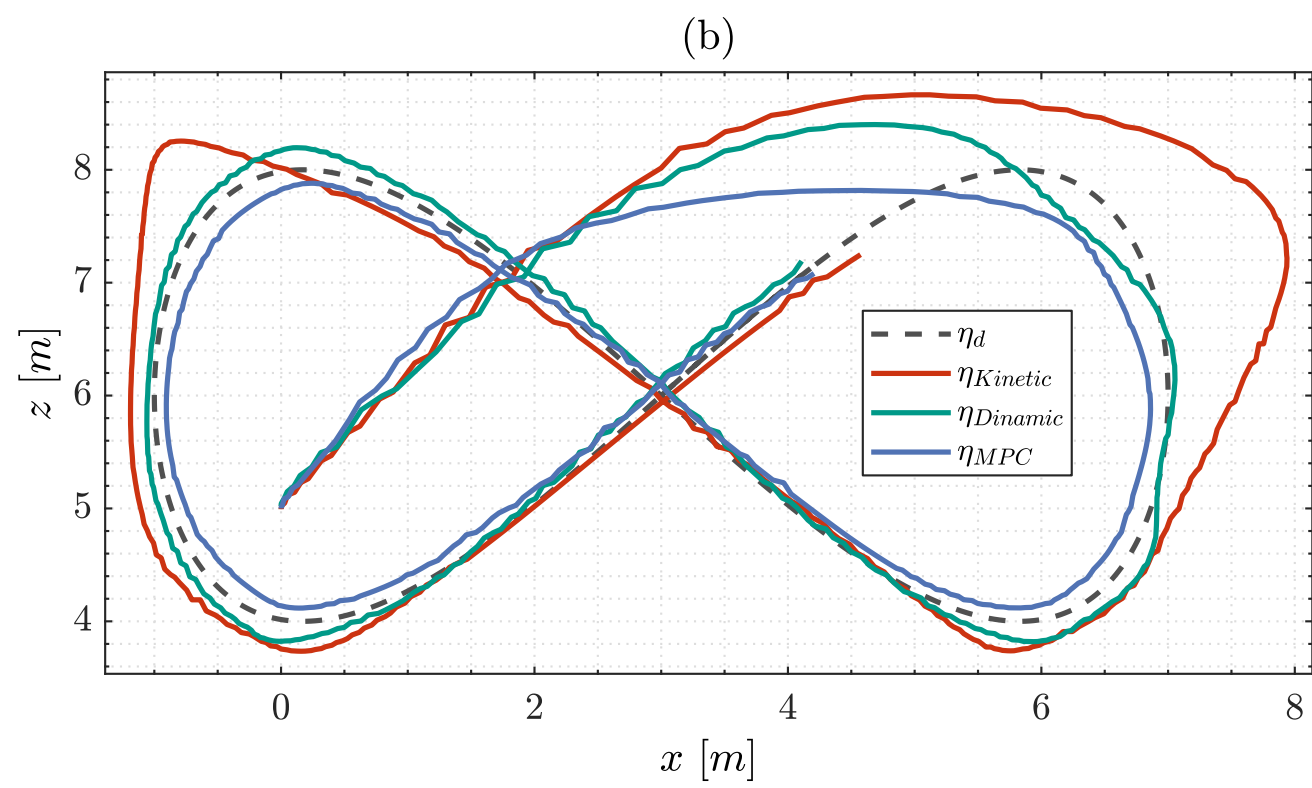 (b)
z [m]
8
7
6
5
4
η_d
η_Kinetic
η_Dinamic
η_MPC
0 2 4 6 8
x [m]